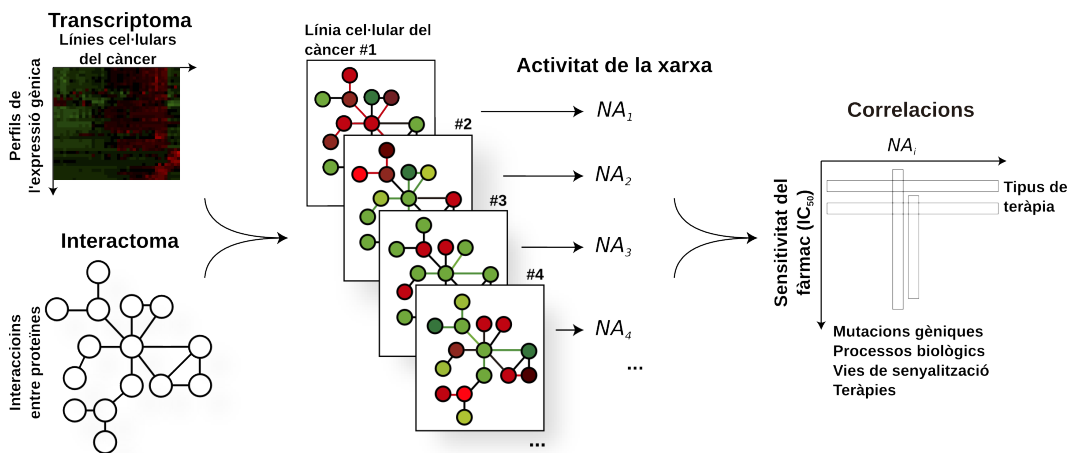 Transcriptoma
Línies cel·lulars
del càncer
Perfils de
l'expressió gènica
Interactoma
Interaccioins
entre proteïnes
Línia cel·lular del
càncer #1
#2
#3
#4
...
Activitat de la xarxa
NA1
NA2
NA3
NA4
...
Correlacions
NAi
Tipus de
teràpia
Sensitivitat del
fàrmac (IC50)
Mutacions gèniques
Processos biològics
Vies de senyalització
Teràpies